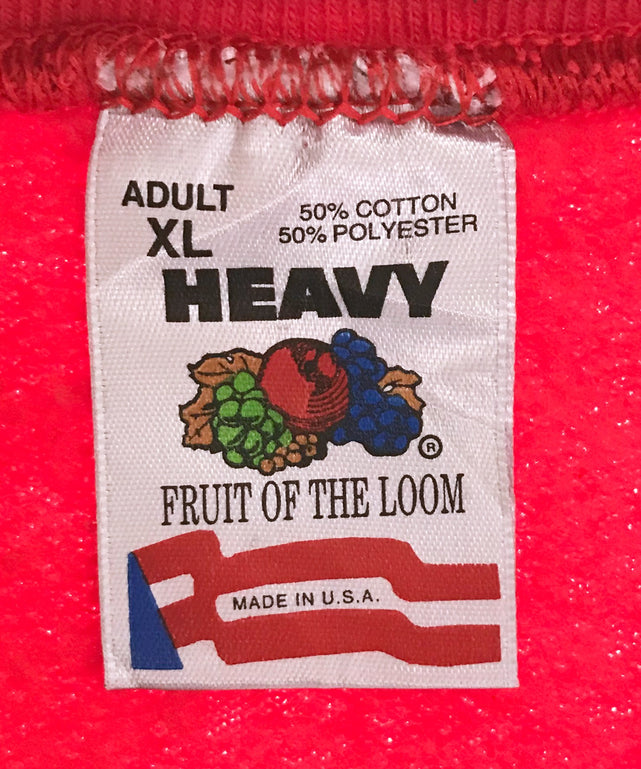 ADULT
XL
50% COTTON
50% POLYESTER
HEAVY
®
FRUIT OF THE LOOM
MADE IN U.S.A.